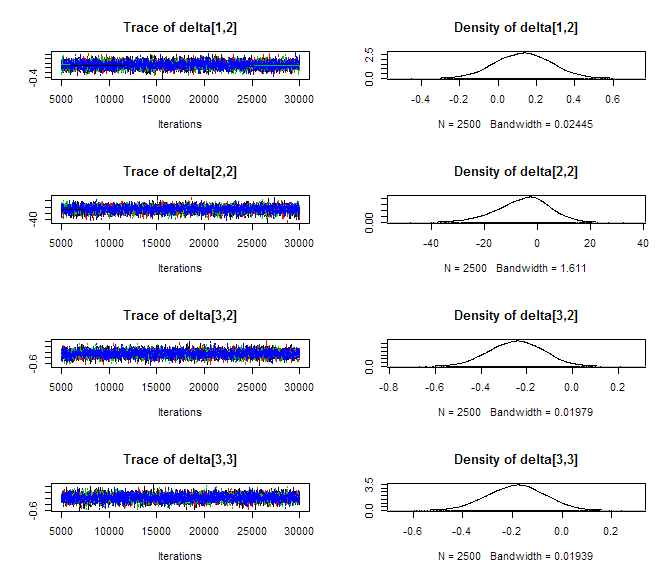 Trace of delta[1,2]
-0.4
5000 10000 15000 20000 25000 30000
Iterations
Density of delta[1,2]
0.0 2.5
-0.4 -0.2 0.0 0.2 0.4 0.6
N = 2500 Bandwidth = 0.02445
Trace of delta[2,2]
-40
5000 10000 15000 20000 25000 30000
Iterations
Density of delta[2,2]
0.00
-40 -20 0 20 40
N = 2500 Bandwidth = 1.611
Trace of delta[3,2]
-0.6
5000 10000 15000 20000 25000 30000
Iterations
Density of delta[3,2]
0.0
-0.8 -0.6 -0.4 -0.2 0.0 0.2
N = 2500 Bandwidth = 0.01979
Trace of delta[3,3]
-0.6
5000 10000 15000 20000 25000 30000
Iterations
Density of delta[3,3]
0.0 3.5
-0.6 -0.4 -0.2 0.0 0.2
N = 2500 Bandwidth = 0.01939